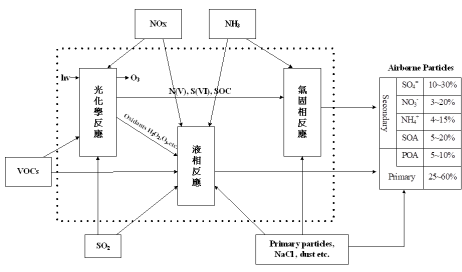 NOx
NH₃
hν
O₃
光化學反應
N(V), S(VI), SOC
氣固相反應
Oxidants H₂O₂,O₃,etc.
液相反應
VOCs
SO₂
Primary particles,
NaCl, dust etc.
Airborne Particles
Secondary
SO₄⁼ 10~30%
NO₃⁻ 3~20%
NH₄⁺ 4~15%
SOA 5~20%
POA 5~10%
Primary 25~60%